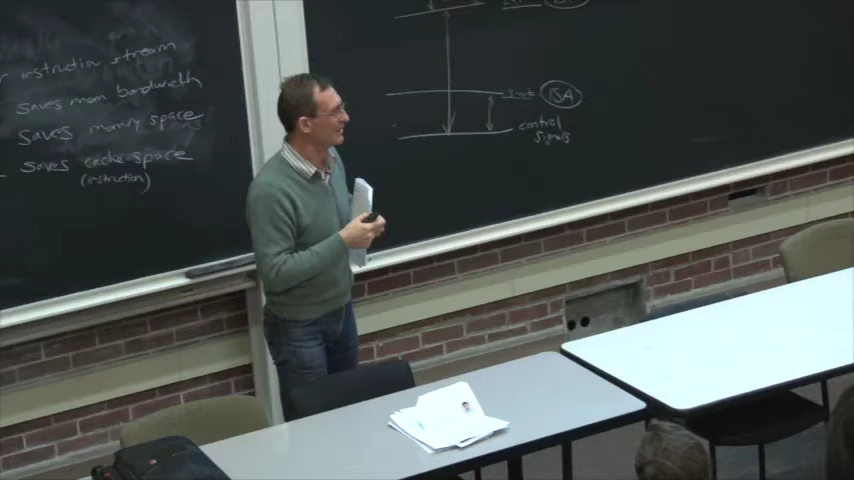 instruction stream
saves mem bandwidth
saves memory space
saves cache space
(instruction)
ISA
control
signals